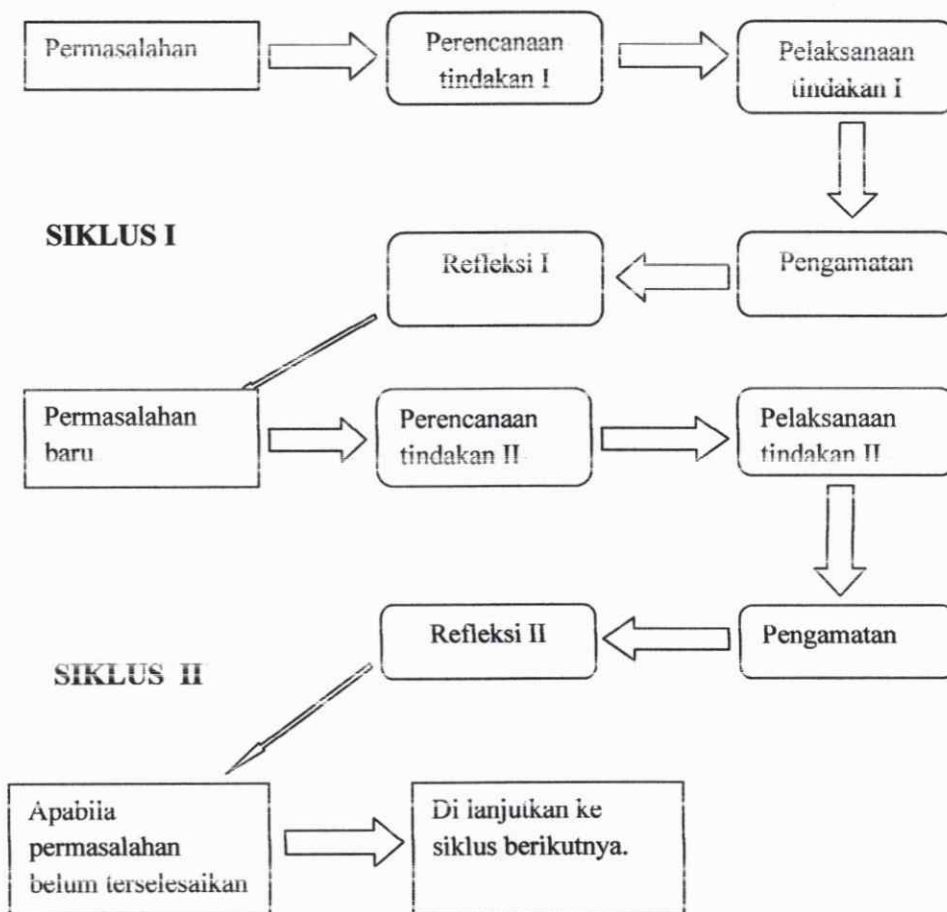 Permasalahan
Perencanaan
tindakan I
Pelaksanaan
tindakan I
SIKLUS I
Refleksi I
Pengamatan
Permasalahan
baru
Perencanaan
tindakan II
Pelaksanaan
tindakan II
Refleksi II
Pengamatan
SIKLUS II
Apabila
permasalahan
belum terselesaikan
Di lanjutkan ke
siklus berikutnya.